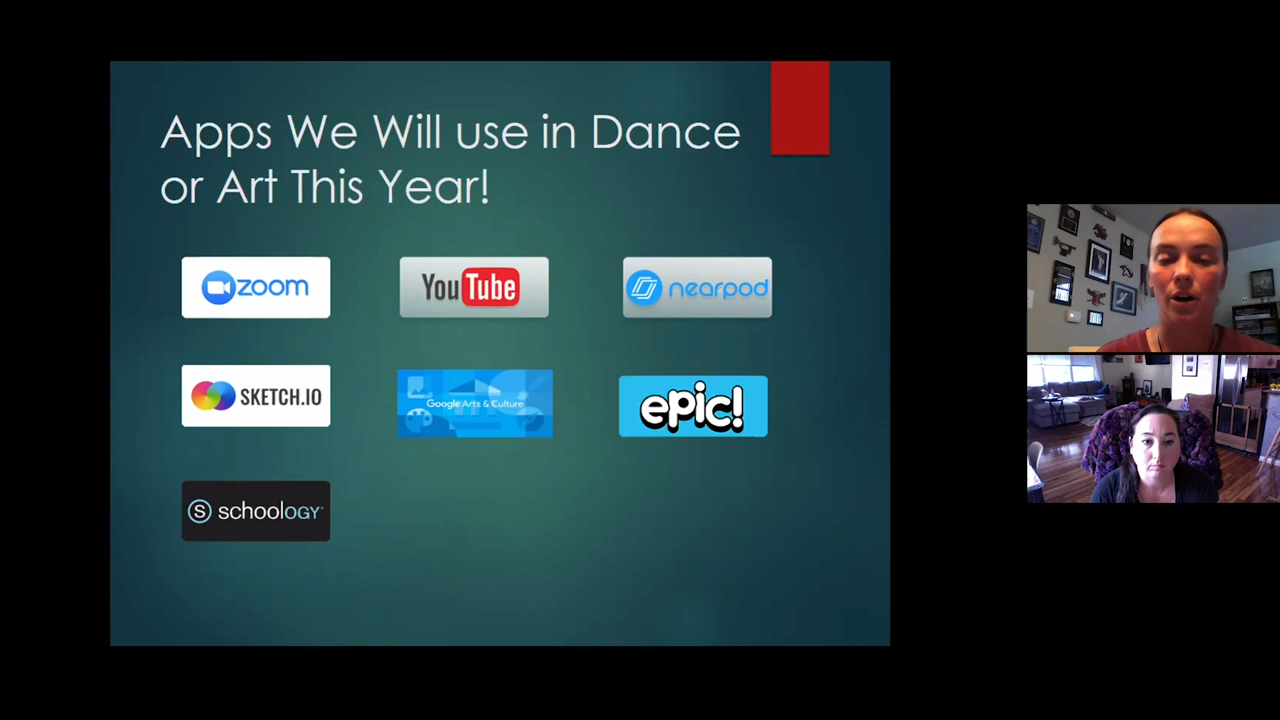 Apps We Will use in Dance
or Art This Year!
zoom
YouTube
nearpod
SKETCH.IO
Google Arts & Culture
epic!
S schoology